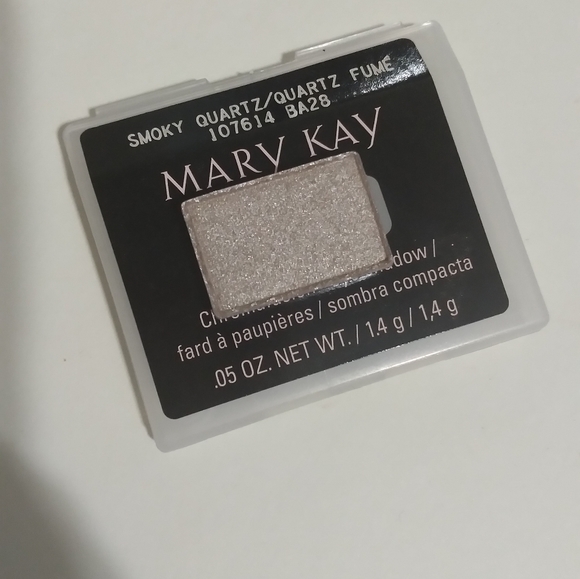 SMOKY QUARTZ/QUARTZ FUMÉ
107614 BA28
MARY KAY
fard à paupières / sombra compacta
.05 OZ. NET WT. / 1.4 g / 1,4 g